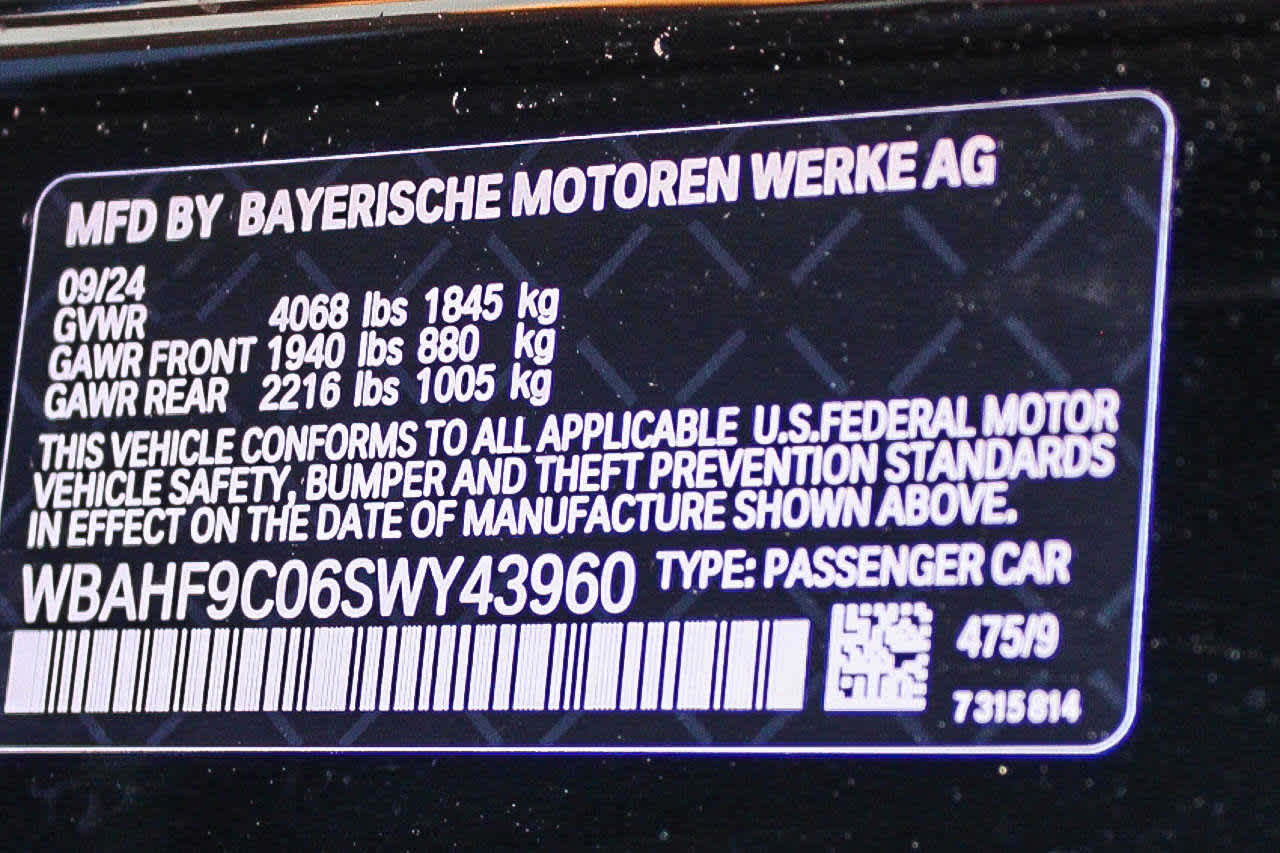 MFD BY BAYERISCHE MOTOREN WERKE AG
09/24
GVWR 4068 lbs 1845 kg
GAWR FRONT 1940 lbs 880 kg
GAWR REAR 2216 lbs 1005 kg
THIS VEHICLE CONFORMS TO ALL APPLICABLE U.S.FEDERAL MOTOR
VEHICLE SAFETY, BUMPER AND THEFT PREVENTION STANDARDS
IN EFFECT ON THE DATE OF MANUFACTURE SHOWN ABOVE.
WBAHF9C06SWY43960 TYPE: PASSENGER CAR
475/9
7315814